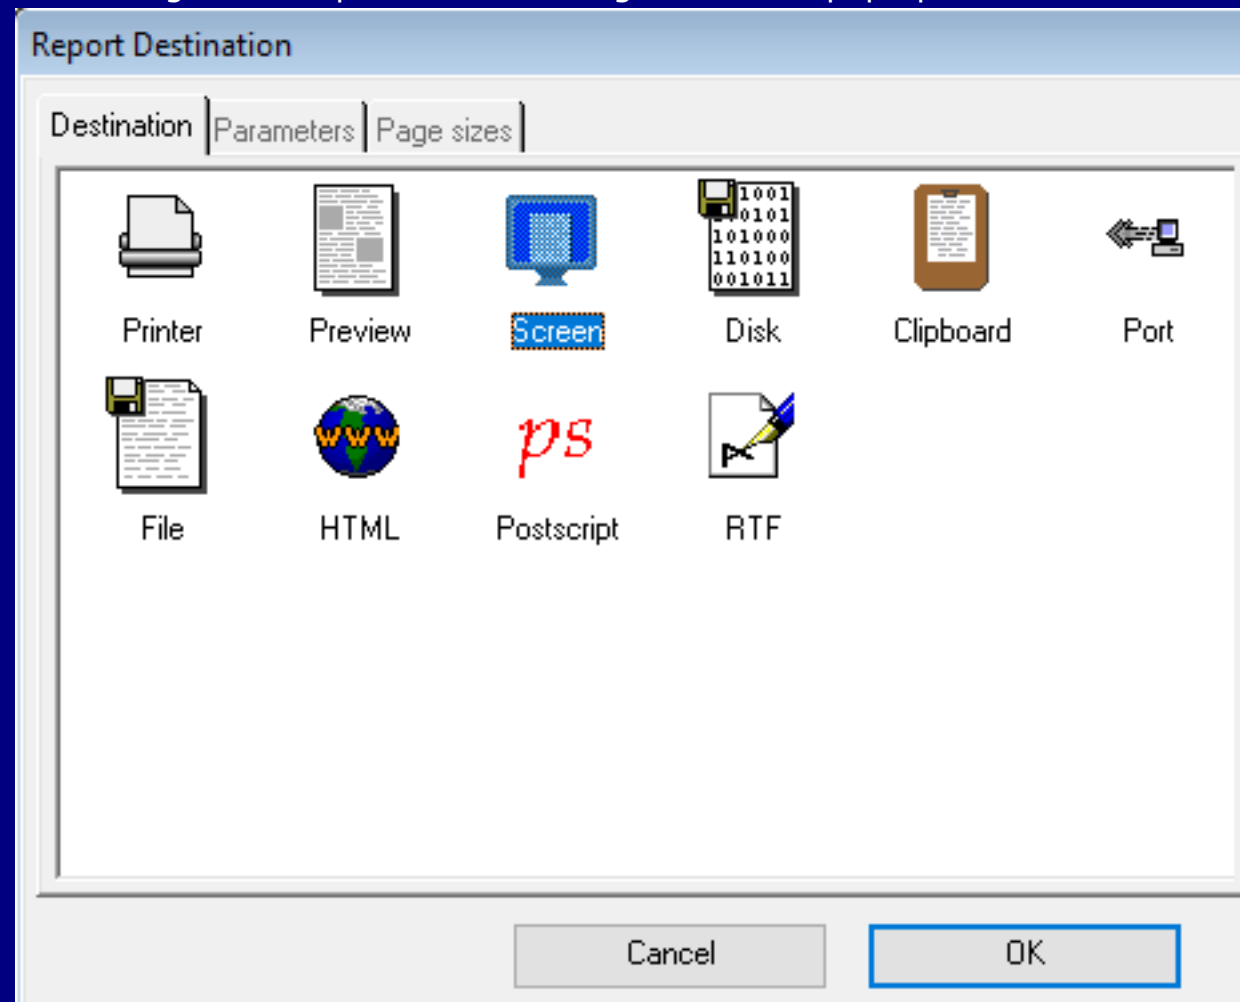 Report Destination
Destination Parameters Page sizes
1001
0101
101000
110100
001011
Printer Preview Screen Disk Clipboard Port
www
ps
File HTML Postscript RTF
Cancel OK